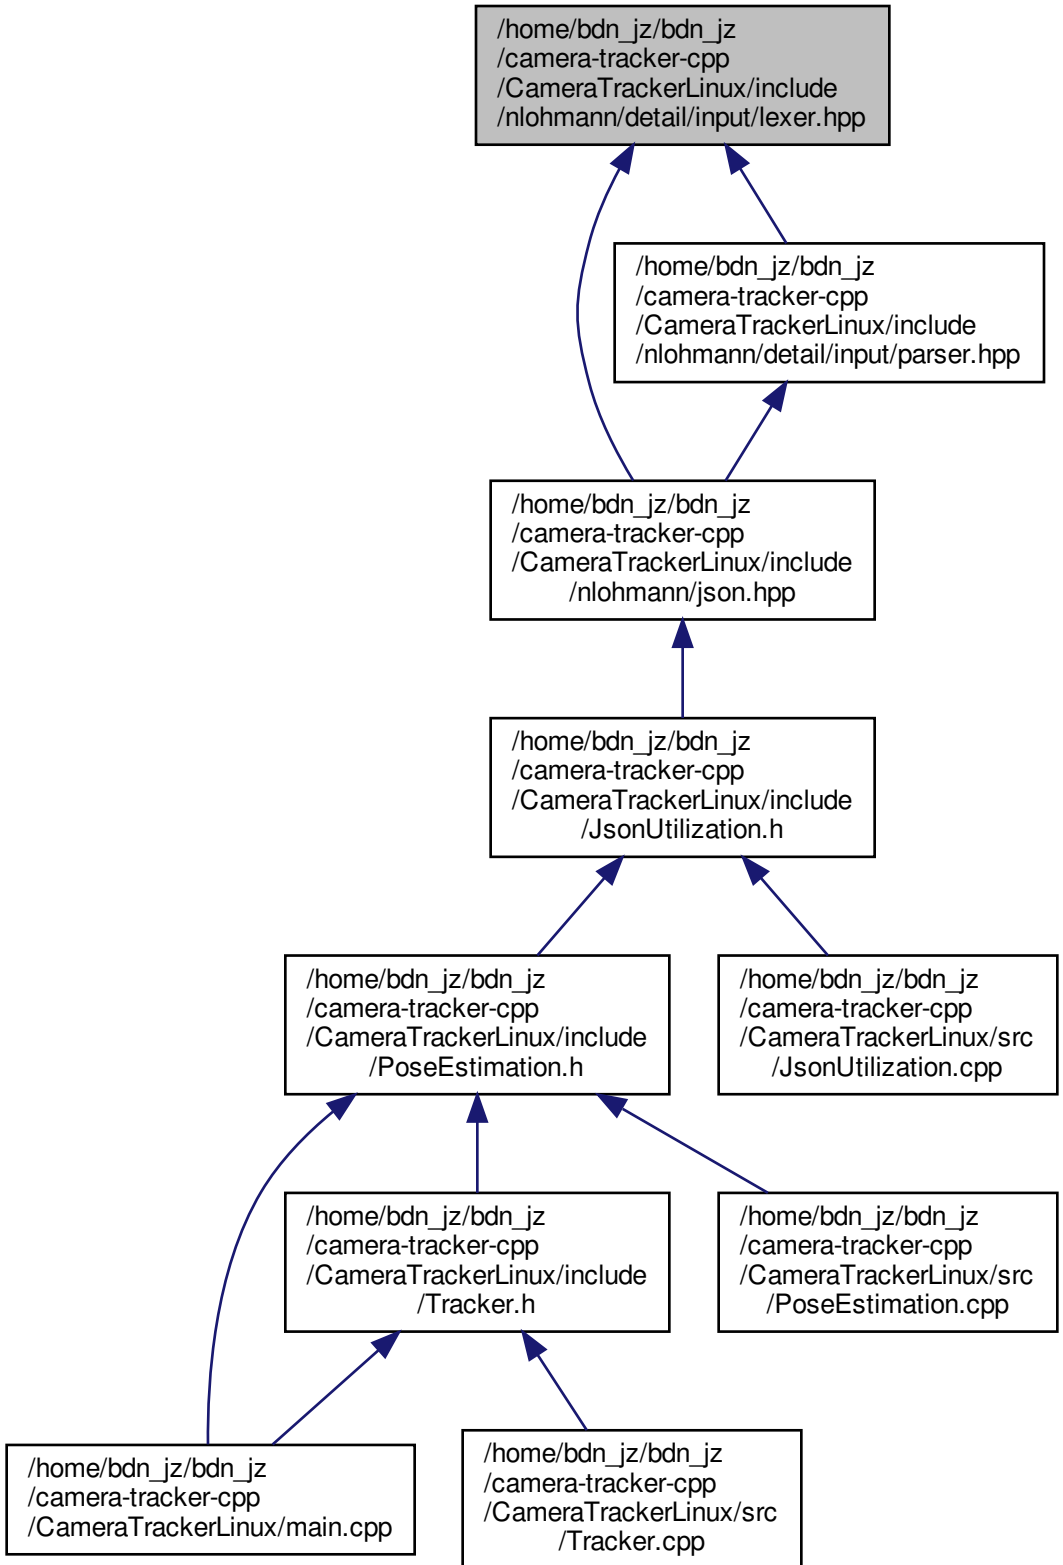 /home/bdn_jz/bdn_jz
/camera-tracker-cpp
/CameraTrackerLinux/include
/nlohmann/detail/input/lexer.hpp
/home/bdn_jz/bdn_jz
/camera-tracker-cpp
/CameraTrackerLinux/include
/nlohmann/detail/input/parser.hpp
/home/bdn_jz/bdn_jz
/camera-tracker-cpp
/CameraTrackerLinux/include
/nlohmann/json.hpp
/home/bdn_jz/bdn_jz
/camera-tracker-cpp
/CameraTrackerLinux/include
/JsonUtilization.h
/home/bdn_jz/bdn_jz
/camera-tracker-cpp
/CameraTrackerLinux/include
/PoseEstimation.h
/home/bdn_jz/bdn_jz
/camera-tracker-cpp
/CameraTrackerLinux/src
/JsonUtilization.cpp
/home/bdn_jz/bdn_jz
/camera-tracker-cpp
/CameraTrackerLinux/include
/Tracker.h
/home/bdn_jz/bdn_jz
/camera-tracker-cpp
/CameraTrackerLinux/src
/PoseEstimation.cpp
/home/bdn_jz/bdn_jz
/camera-tracker-cpp
/CameraTrackerLinux/main.cpp
/home/bdn_jz/bdn_jz
/camera-tracker-cpp
/CameraTrackerLinux/src
/Tracker.cpp